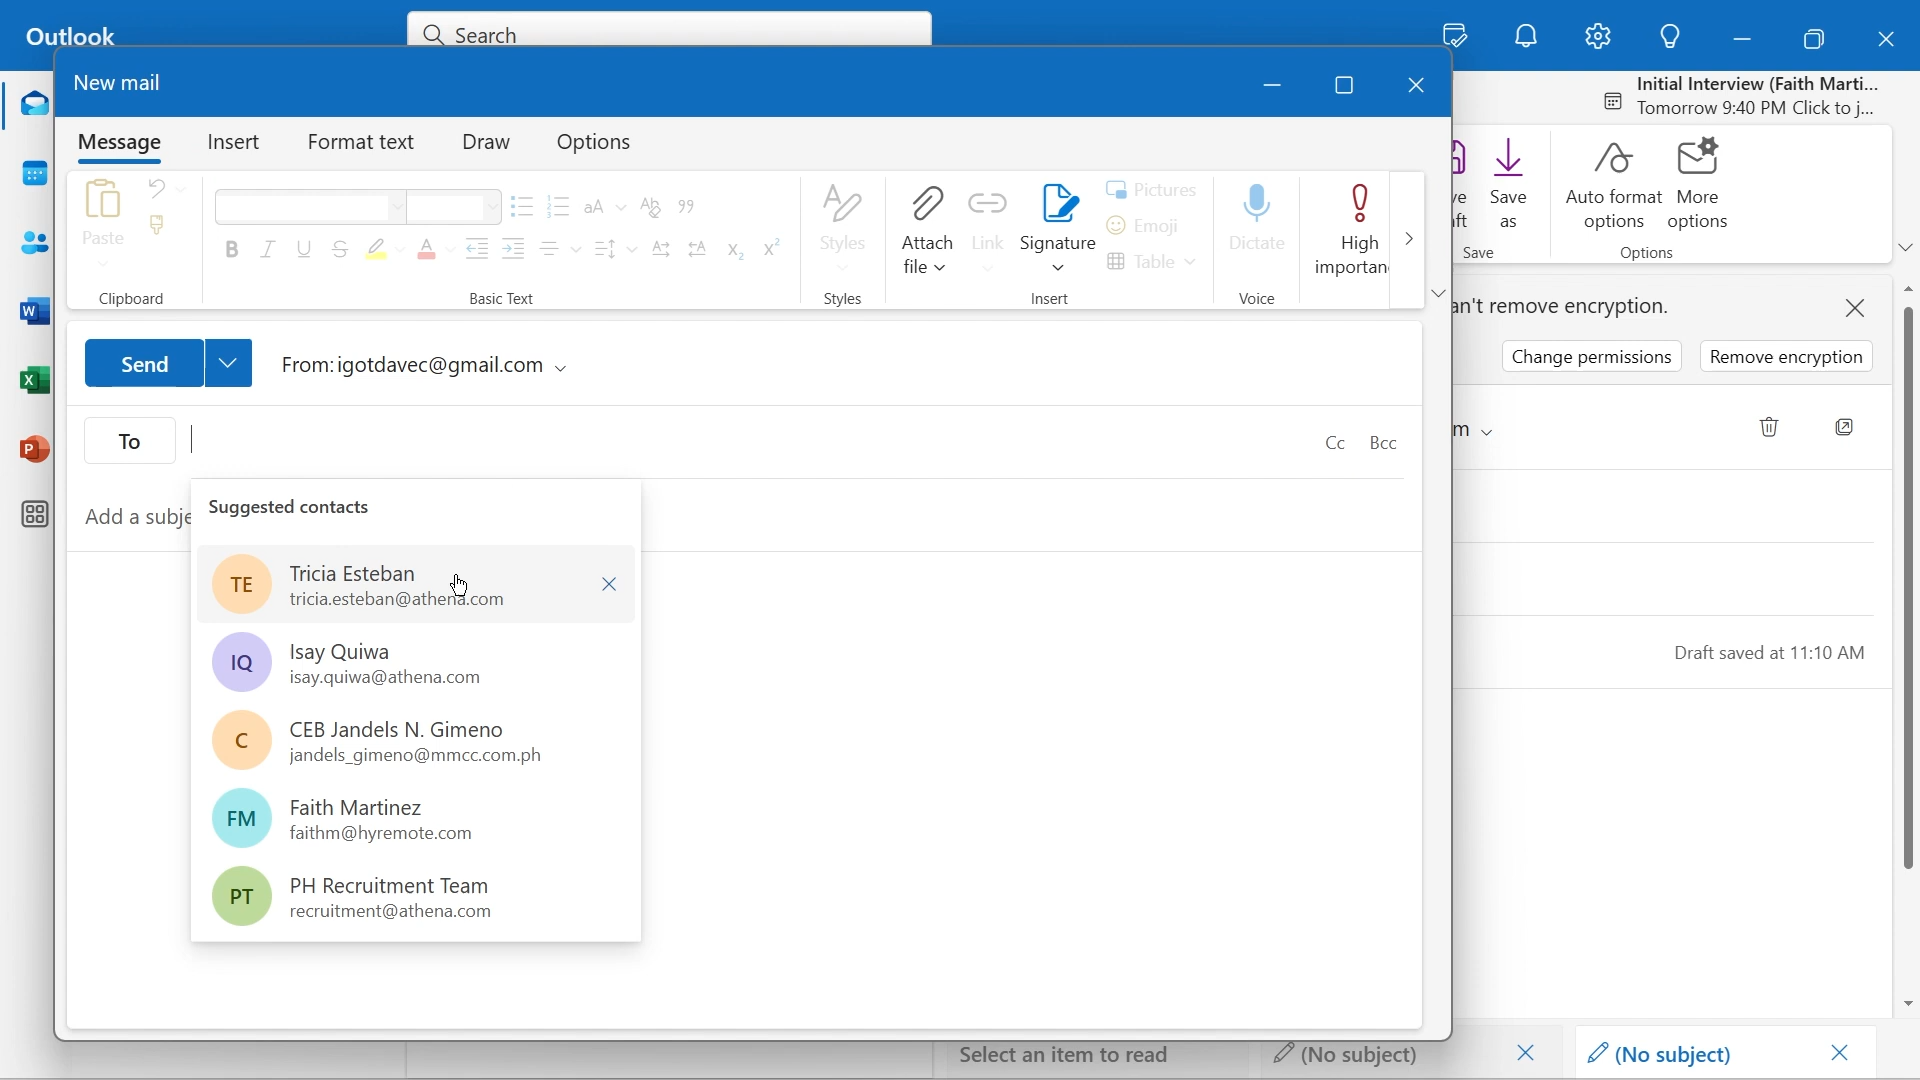 Outlook
Search
New mail
Initial Interview (Faith Marti...
Tomorrow 9:40 PM Click to j...
Message Insert Format text Draw Options
Paste
Clipboard
Basic Text
Styles
Styles
Attach
file
Link
Signature
Pictures
Emoji
Table
Insert
Dictate
Voice
High
importan
ve
ft
Save
as
Save
Auto format
options
More
options
Options
an't remove encryption.
Change permissions
Remove encryption
Send
From: igotdavec@gmail.com
m
To
Cc Bcc
Add a subje
Suggested contacts
TE
Tricia Esteban
tricia.esteban@athena.com
IQ
Isay Quiwa
isay.quiwa@athena.com
C
CEB Jandels N. Gimeno
jandels_gimeno@mmcc.com.ph
FM
Faith Martinez
faithm@hyremote.com
PT
PH Recruitment Team
recruitment@athena.com
Draft saved at 11:10 AM
Select an item to read
(No subject)
(No subject)